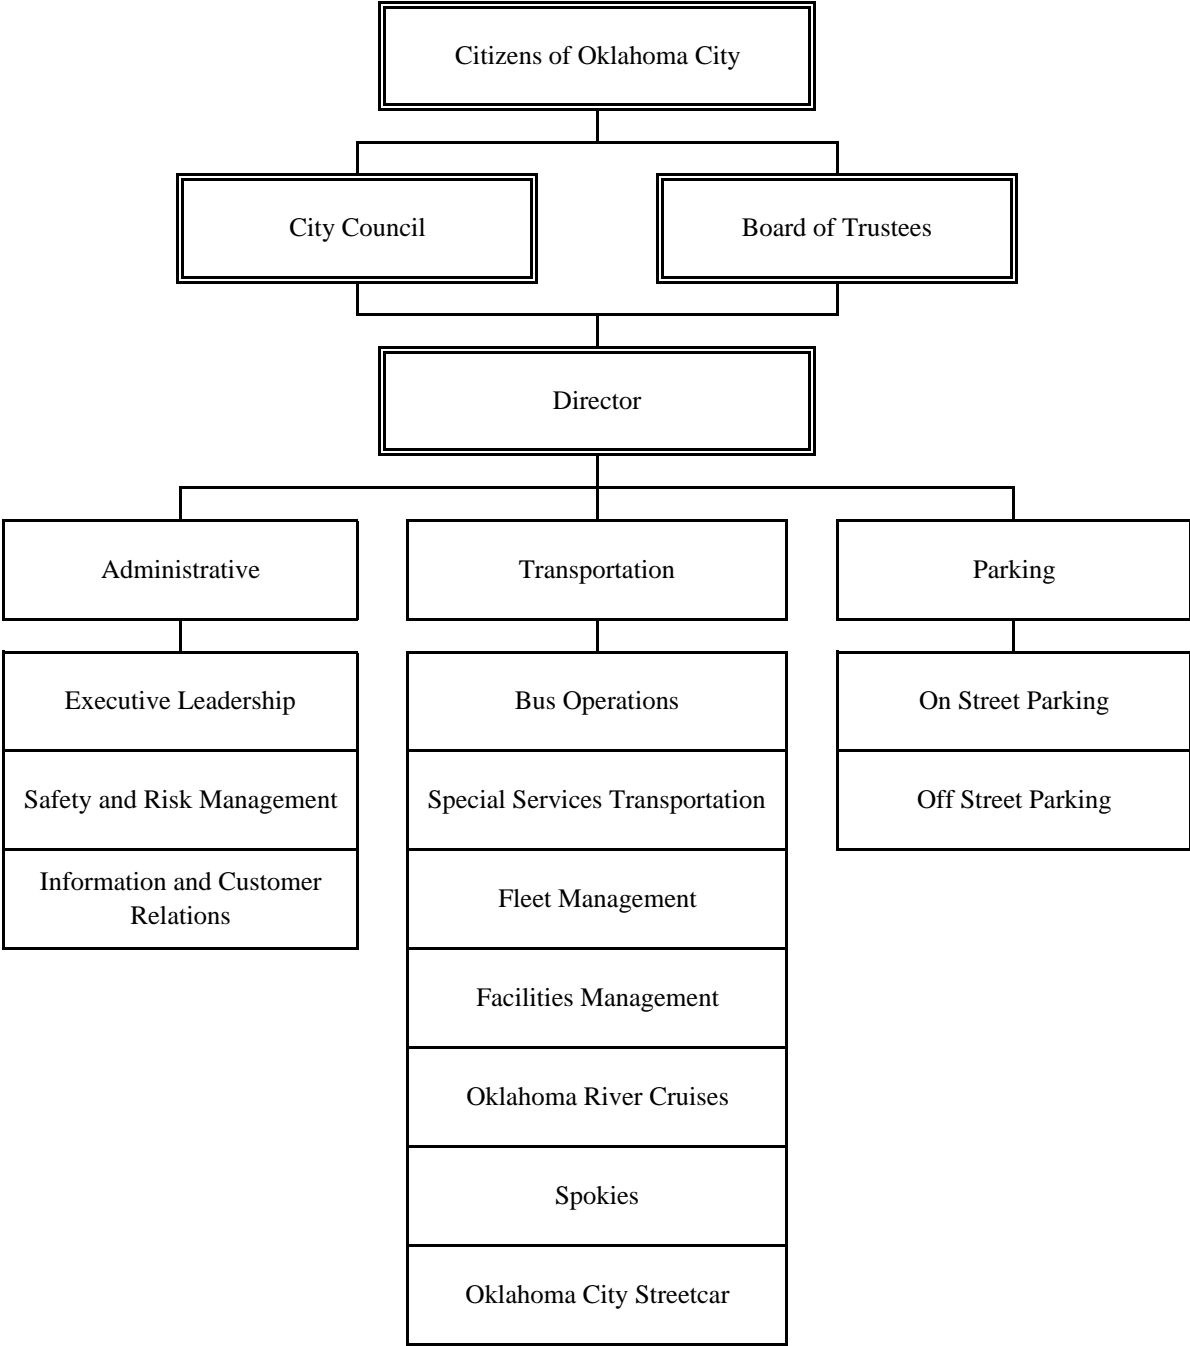 Citizens of Oklahoma City
City Council
Board of Trustees
Director
Administrative
Transportation
Parking
Executive Leadership
Safety and Risk Management
Information and Customer
Relations
Bus Operations
Special Services Transportation
Fleet Management
Facilities Management
Oklahoma River Cruises
Spokies
Oklahoma City Streetcar
On Street Parking
Off Street Parking